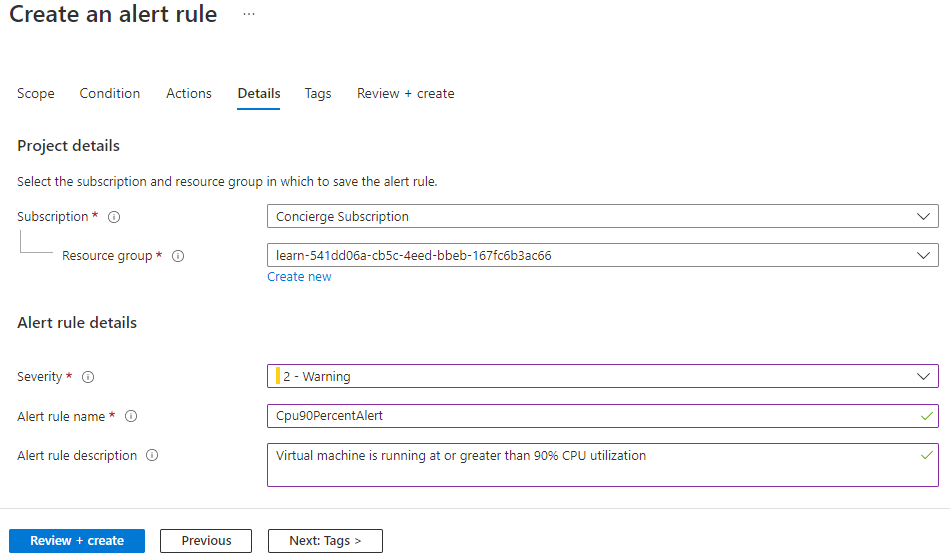 Create an alert rule ...
Scope Condition Actions Details Tags Review + create
Project details
Select the subscription and resource group in which to save the alert rule.
Subscription * Concierge Subscription
Resource group * learn-541dd06a-cb5c-4eed-bbeb-167fc6b3ac66
Create new
Alert rule details
Severity * 2 - Warning
Alert rule name * Cpu90PercentAlert
Alert rule description Virtual machine is running at or greater than 90% CPU utilization
Review + create Previous Next: Tags >